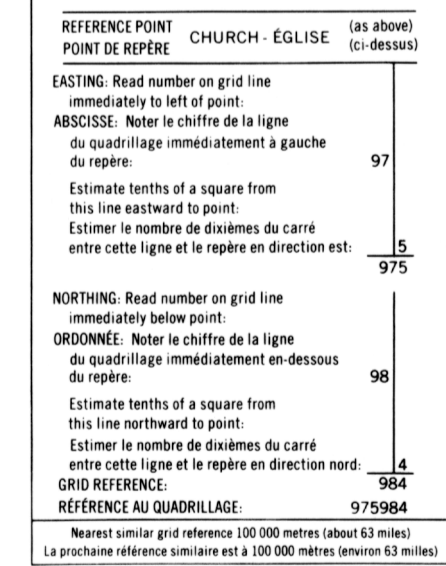 REFERENCE POINT CHURCH - ÉGLISE (as above)
POINT DE REPÈRE (ci-dessus)
EASTING: Read number on grid line
immediately to left of point:
ABSCISSE: Noter le chiffre de la ligne
du quadrillage immédiatement à gauche
du repère: 97
Estimate tenths of a square from
this line eastward to point:
Estimer le nombre de dixièmes du carré
entre cette ligne et le repère en direction est: 5
975
NORTHING: Read number on grid line
immediately below point:
ORDONNÉE: Noter le chiffre de la ligne
du quadrillage immédiatement en-dessous
du repère: 98
Estimate tenths of a square from
this line northward to point:
Estimer le nombre de dixièmes du carré
entre cette ligne et le repère en direction nord: 4
GRID REFERENCE: 984
RÉFÉRENCE AU QUADRILLAGE: 975984
Nearest similar grid reference 100 000 metres (about 63 miles)
La prochaine référence similaire est à 100 000 mètres (environ 63 milles)